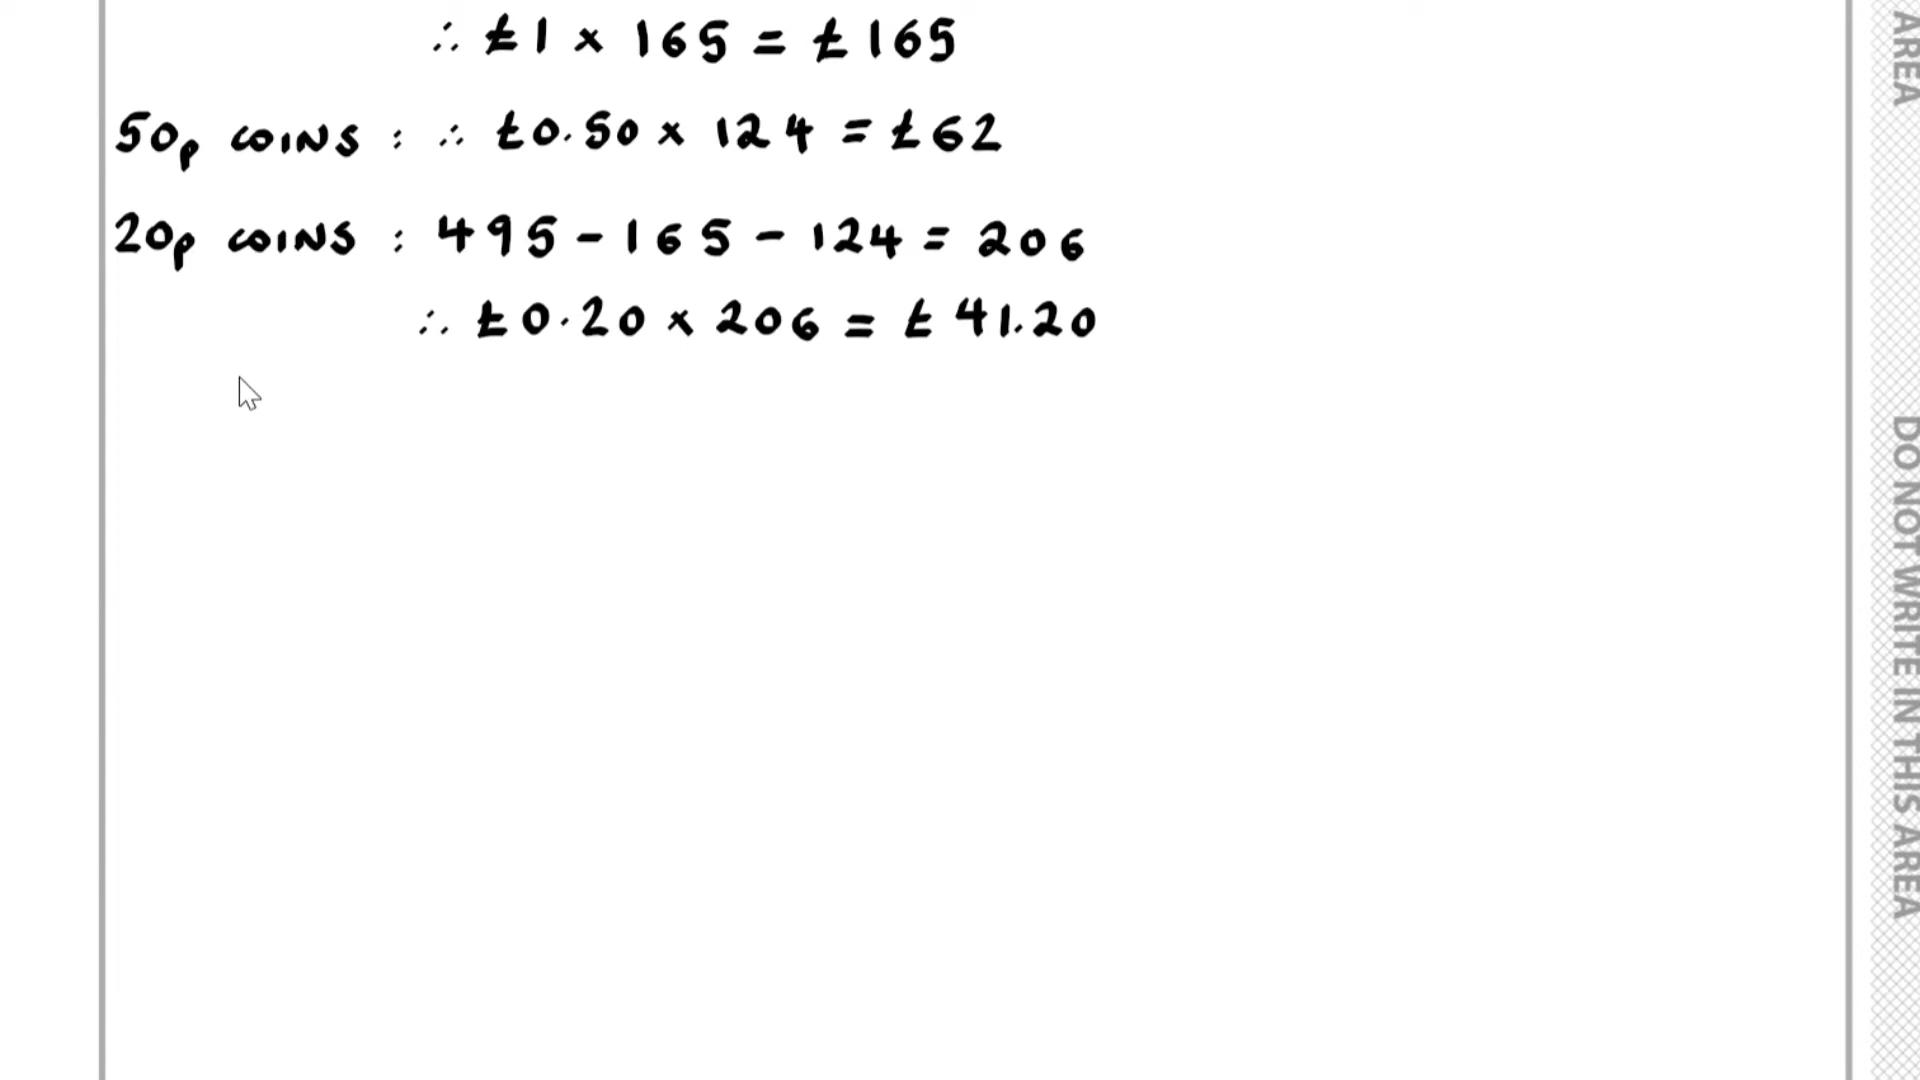 ∴ £1 × 165 = £165
50p coins : ∴ £0.50 × 124 = £62
20p coins : 495 - 165 - 124 = 206
∴ £0.20 × 206 = £41.20
AREA
DO NOT WRITE IN THIS AREA